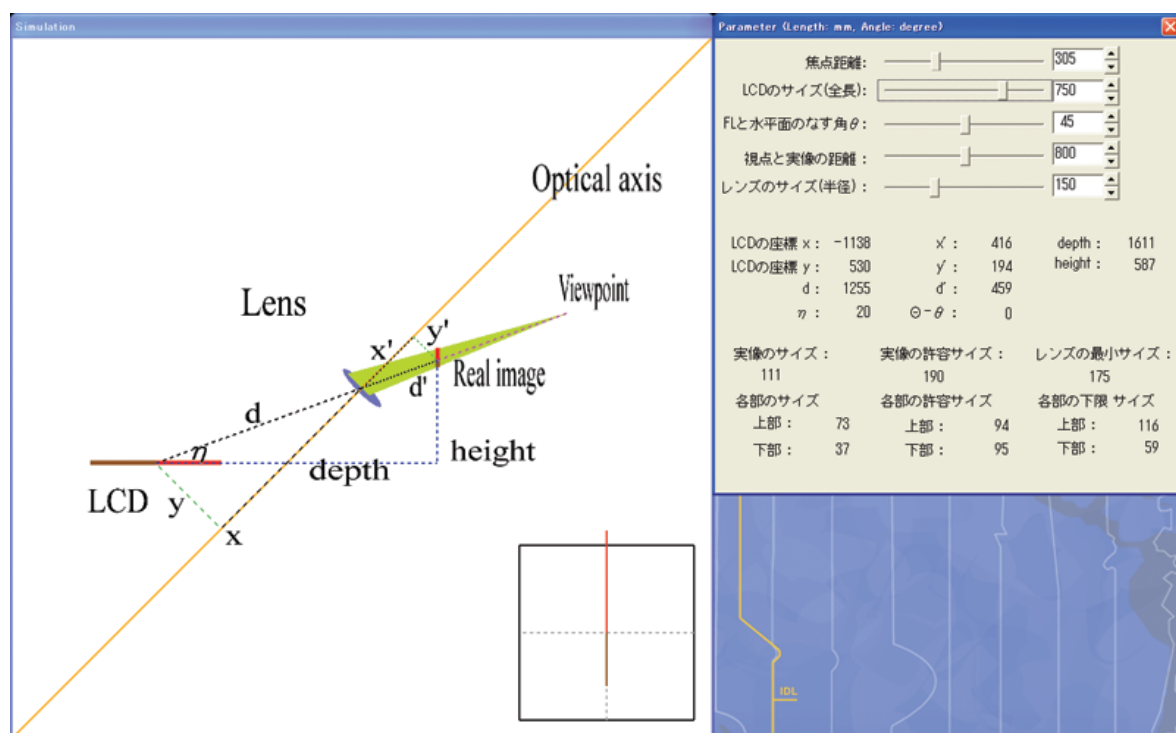 Simulation
Optical axis
Lens
Viewpoint
y'
x'
Real image
d'
d
η
height
depth
LCD
y
x
Parameter (Length: mm, Angle: degree)
焦点距離: 305
LCDのサイズ(全長): 750
FLと水平面のなす角θ: 45
視点と実像の距離: 800
レンズのサイズ(半径): 150
LCDの座標 x: -1138 x': 416 depth: 1611
LCDの座標 y: 530 y': 194 height: 587
d: 1255 d': 459
η: 20 Θ-θ: 0
実像のサイズ: 実像の許容サイズ: レンズの最小サイズ:
111 190 175
各部のサイズ 各部の許容サイズ 各部の下限 サイズ
上部: 73 上部: 94 上部: 116
下部: 37 下部: 95 下部: 59
IDL